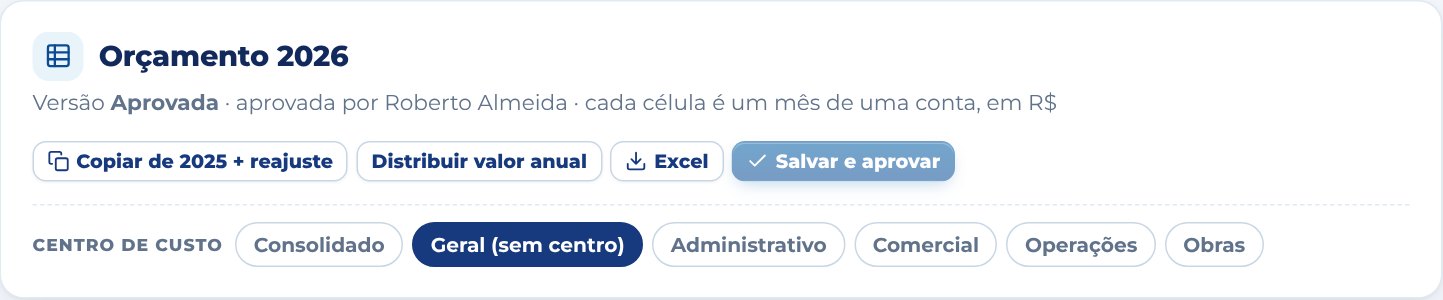 Orçamento 2026
Versão Aprovada · aprovada por Roberto Almeida · cada célula é um mês de uma conta, em R$
Copiar de 2025 + reajuste Distribuir valor anual Excel Salvar e aprovar
CENTRO DE CUSTO Consolidado Geral (sem centro) Administrativo Comercial Operações Obras